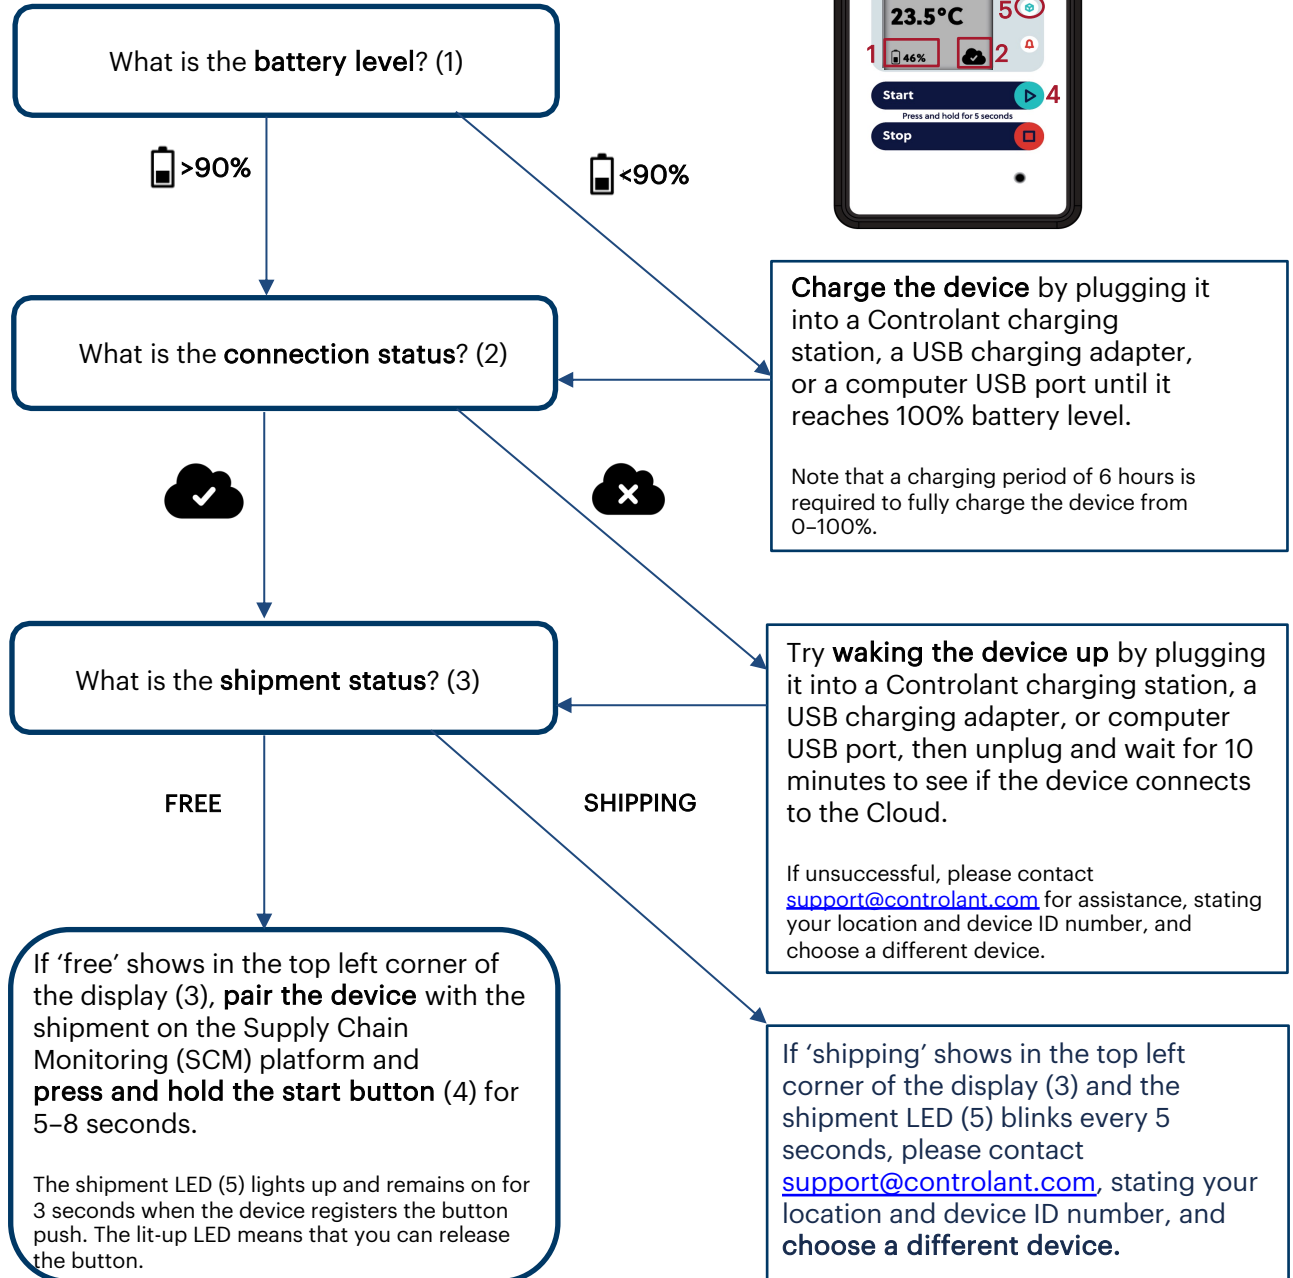 23.5°C
5
1
46%
2
Start
4
Press and hold for 5 seconds
Stop
What is the battery level? (1)
>90%
<90%
Charge the device by plugging it
into a Controlant charging
station, a USB charging adapter,
or a computer USB port until it
reaches 100% battery level.
Note that a charging period of 6 hours is
required to fully charge the device from
0–100%.
What is the connection status? (2)
What is the shipment status? (3)
Try waking the device up by plugging
it into a Controlant charging station, a
USB charging adapter, or computer
USB port, then unplug and wait for 10
minutes to see if the device connects
to the Cloud.
If unsuccessful, please contact
support@controlant.com for assistance, stating
your location and device ID number, and
choose a different device.
FREE
SHIPPING
If ‘free’ shows in the top left corner of
the display (3), pair the device with the
shipment on the Supply Chain
Monitoring (SCM) platform and
press and hold the start button (4) for
5–8 seconds.
The shipment LED (5) lights up and remains on for
3 seconds when the device registers the button
push. The lit-up LED means that you can release
the button.
If ‘shipping’ shows in the top left
corner of the display (3) and the
shipment LED (5) blinks every 5
seconds, please contact
support@controlant.com, stating your
location and device ID number, and
choose a different device.